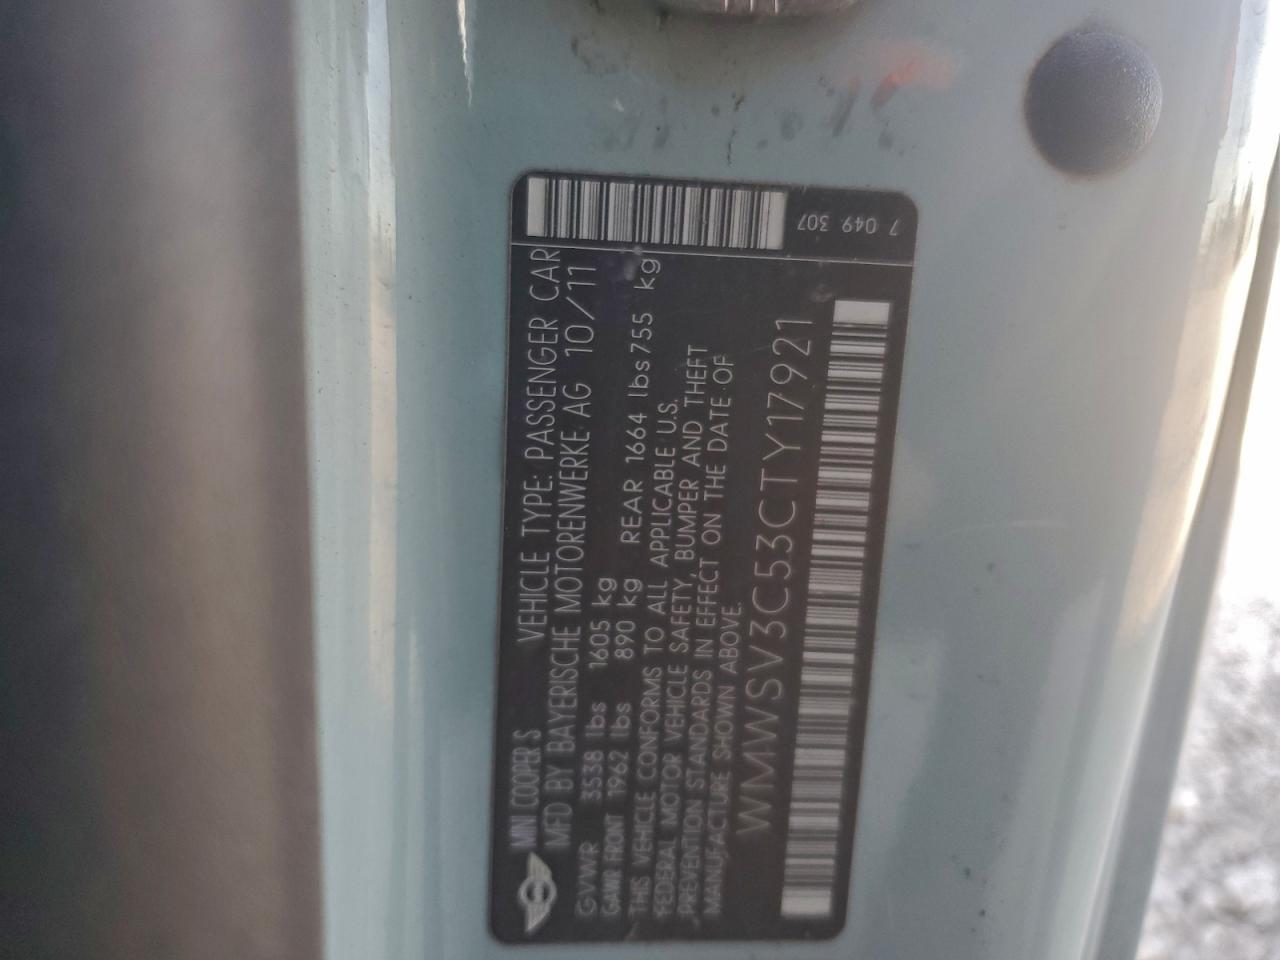 7 049 307
MINI COOPER S VEHICLE TYPE: PASSENGER CAR
MFD BY BAYERISCHE MOTORENWERKE AG 10/11
GVWR 3538 lbs 1605 kg
GAWR FRONT 1962 lbs 890 kg REAR 1664 lbs 755 kg
THIS VEHICLE CONFORMS TO ALL APPLICABLE U.S.
FEDERAL MOTOR VEHICLE SAFETY, BUMPER AND THEFT
PREVENTION STANDARDS IN EFFECT ON THE DATE OF
MANUFACTURE SHOWN ABOVE.
WMWSV3C53CTY17921